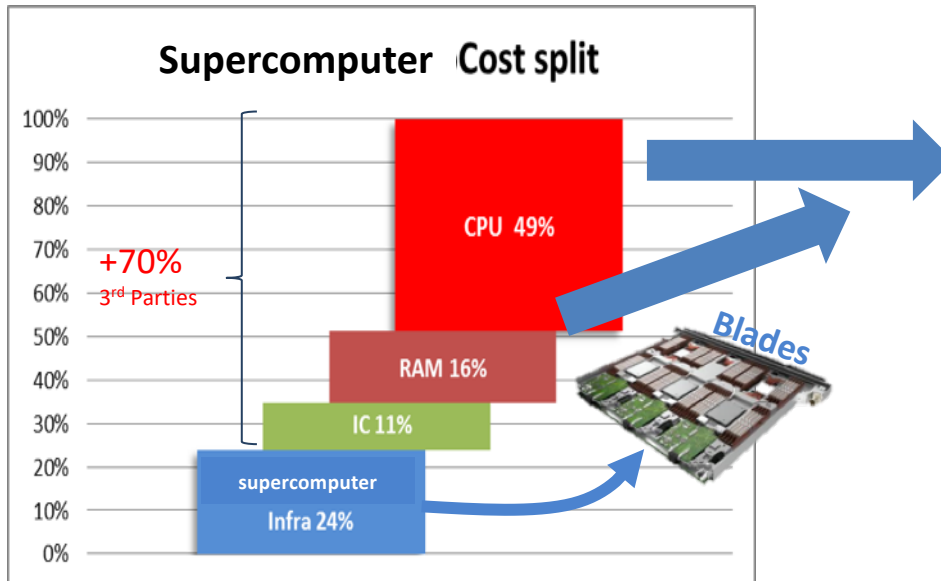 Supercomputer Cost split
100%
90%
80%
70%
60%
50%
40%
30%
20%
10%
0%
+70%
3rd Parties
CPU 49%
RAM 16%
IC 11%
supercomputer
Infra 24%
Blades